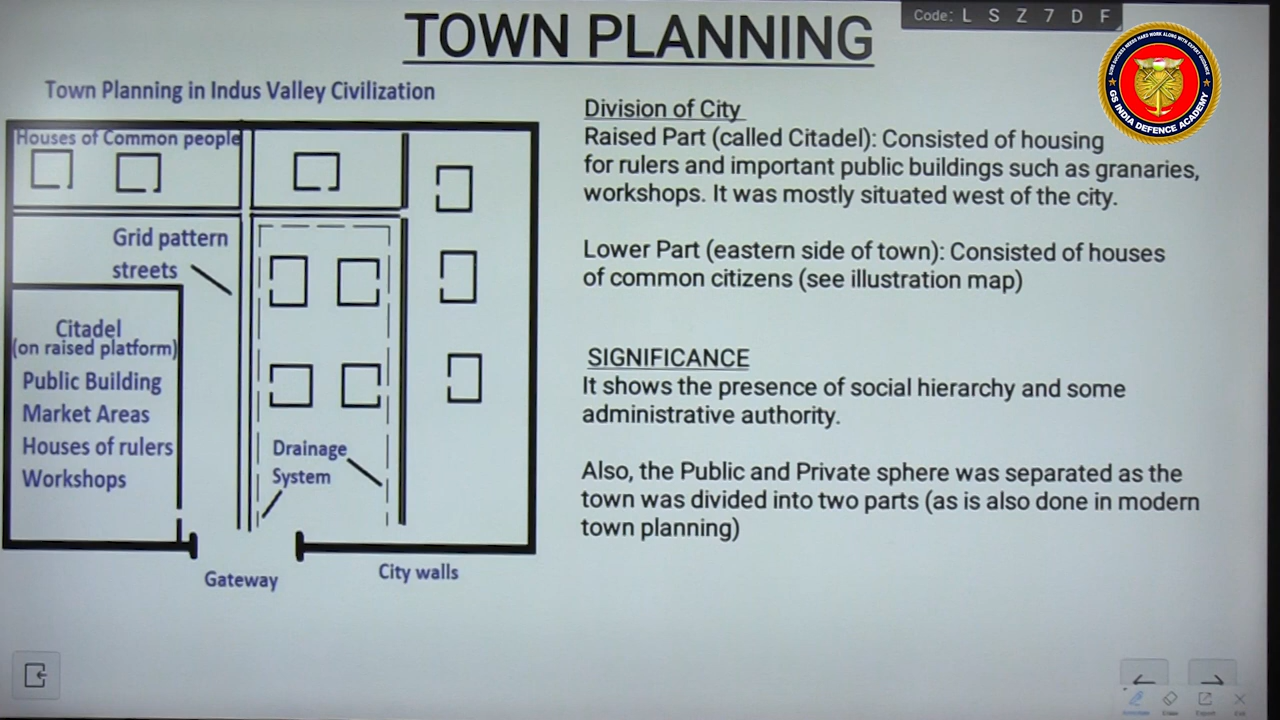 TOWN PLANNING
Code: L S Z 7 D F
GS INDIA DEFENCE ACADEMY
Town Planning in Indus Valley Civilization
Houses of Common people
Grid pattern
streets
Citadel
(on raised platform)
Public Building
Market Areas
Houses of rulers
Workshops
Drainage
System
Gateway
City walls
Division of City
Raised Part (called Citadel): Consisted of housing
for rulers and important public buildings such as granaries,
workshops. It was mostly situated west of the city.
Lower Part (eastern side of town): Consisted of houses
of common citizens (see illustration map)
SIGNIFICANCE
It shows the presence of social hierarchy and some
administrative authority.
Also, the Public and Private sphere was separated as the
town was divided into two parts (as is also done in modern
town planning)